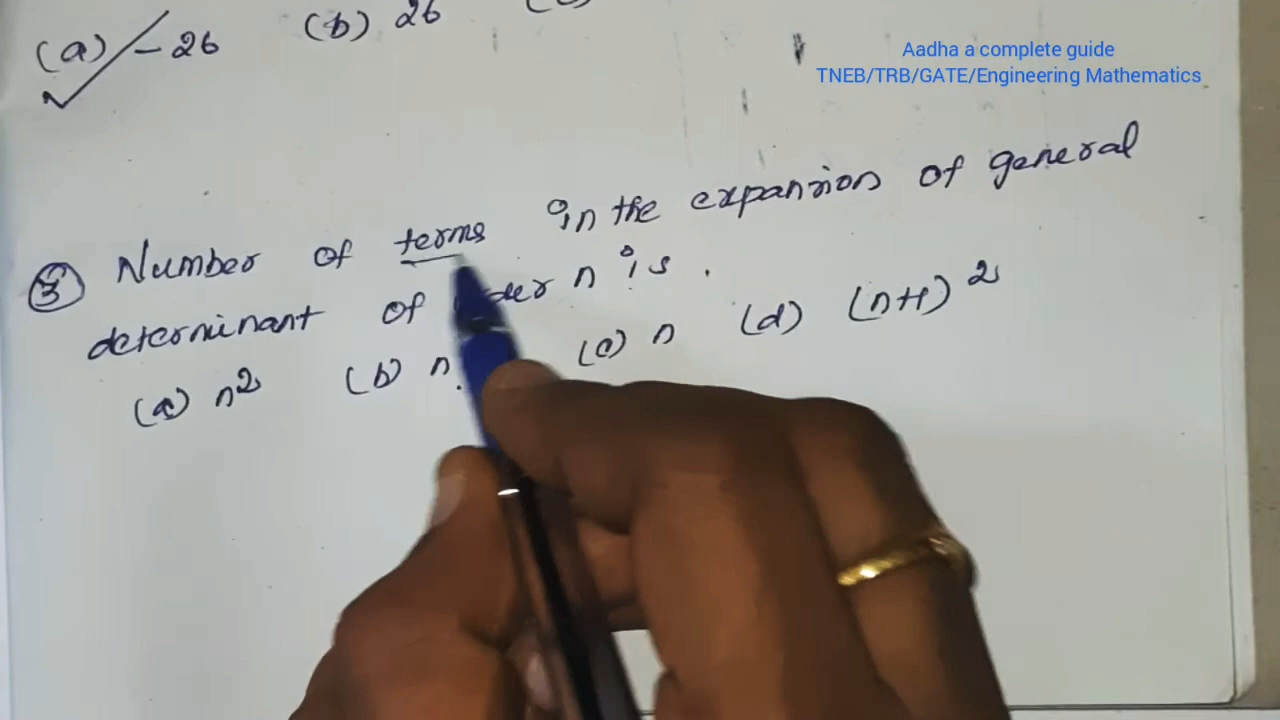 (a) – 26 (b) 26
Aadha a complete guide
TNEB/TRB/GATE/Engineering Mathematics
③ Number of terms in the expansion of general
determinant of n is.
(a) n² (b) n (c) n (d) (n+1)²